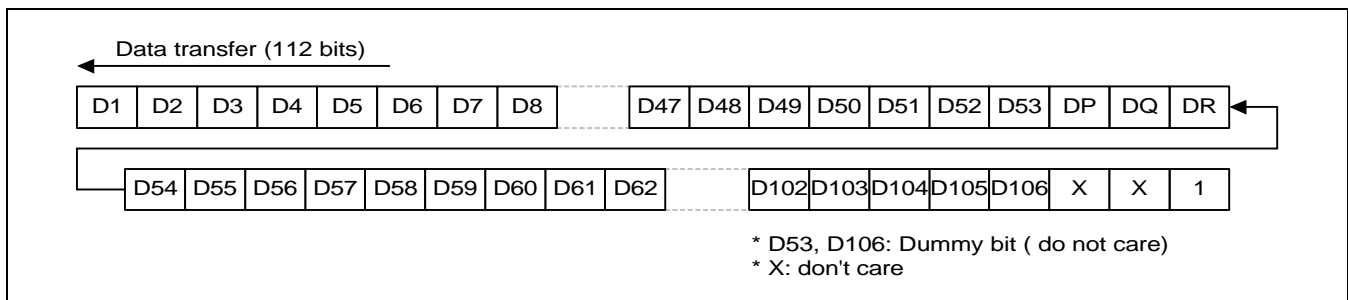 Data transfer (112 bits)
D1 D2 D3 D4 D5 D6 D7 D8 D47 D48 D49 D50 D51 D52 D53 DP DQ DR
D54 D55 D56 D57 D58 D59 D60 D61 D62 D102 D103 D104 D105 D106 X X 1
* D53, D106: Dummy bit ( do not care)
* X: don't care